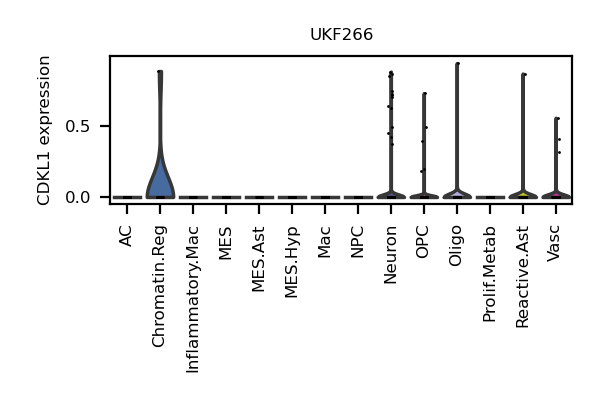 UKF266
CDKL1 expression
0.5
0.0
AC
Chromatin.Reg
Inflammatory.Mac
MES
MES.Ast
MES.Hyp
Mac
NPC
Neuron
OPC
Oligo
Prolif.Metab
Reactive.Ast
Vasc